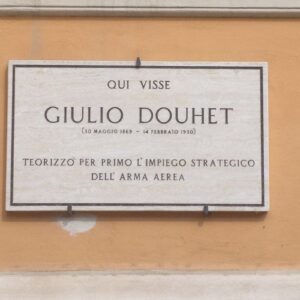 QUI VISSE
GIULIO DOUHET
(30 MAGGIO 1869 - 14 FEBBRAIO 1930)
TEORIZZÒ PER PRIMO L'IMPIEGO STRATEGICO
DELL'ARMA AEREA